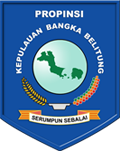 PROPINSI
KEPULAUAN BANGKA BELITUNG
SERUMPUN SEBALAI